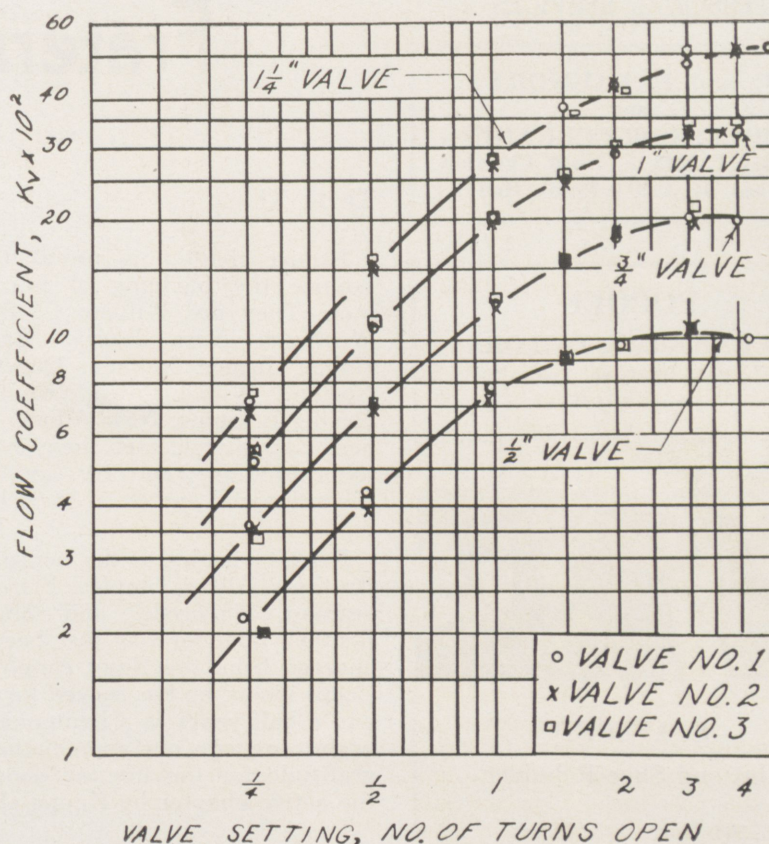 FLOW COEFFICIENT, Kv x 10²
60
40
30
20
10
8
6
4
3
2
1
1 1/4" VALVE
1" VALVE
3/4" VALVE
1/2" VALVE
o VALVE NO. 1
x VALVE NO. 2
□ VALVE NO. 3
1/4 1/2 1 2 3 4
VALVE SETTING, NO. OF TURNS OPEN